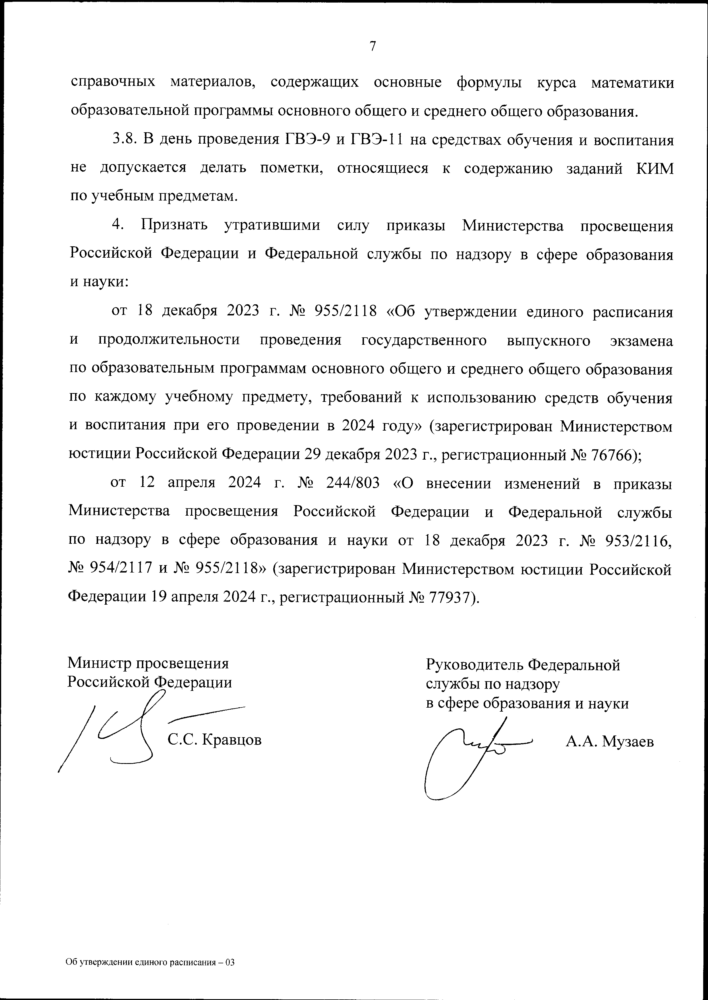 7
справочных материалов, содержащих основные формулы курса математики
образовательной программы основного общего и среднего общего образования.
3.8. В день проведения ГВЭ-9 и ГВЭ-11 на средствах обучения и воспитания
не допускается делать пометки, относящиеся к содержанию заданий КИМ
по учебным предметам.
4. Признать утратившими силу приказы Министерства просвещения
Российской Федерации и Федеральной службы по надзору в сфере образования
и науки:
от 18 декабря 2023 г. № 955/2118 «Об утверждении единого расписания
и продолжительности проведения государственного выпускного экзамена
по образовательным программам основного общего и среднего общего образования
по каждому учебному предмету, требований к использованию средств обучения
и воспитания при его проведении в 2024 году» (зарегистрирован Министерством
юстиции Российской Федерации 29 декабря 2023 г., регистрационный № 76766);
от 12 апреля 2024 г. № 244/803 «О внесении изменений в приказы
Министерства просвещения Российской Федерации и Федеральной службы
по надзору в сфере образования и науки от 18 декабря 2023 г. № 953/2116,
№ 954/2117 и № 955/2118» (зарегистрирован Министерством юстиции Российской
Федерации 19 апреля 2024 г., регистрационный № 77937).
Министр просвещения
Российской Федерации
С.С. Кравцов
Руководитель Федеральной
службы по надзору
в сфере образования и науки
А.А. Музаев
Об утверждении единого расписания – 03